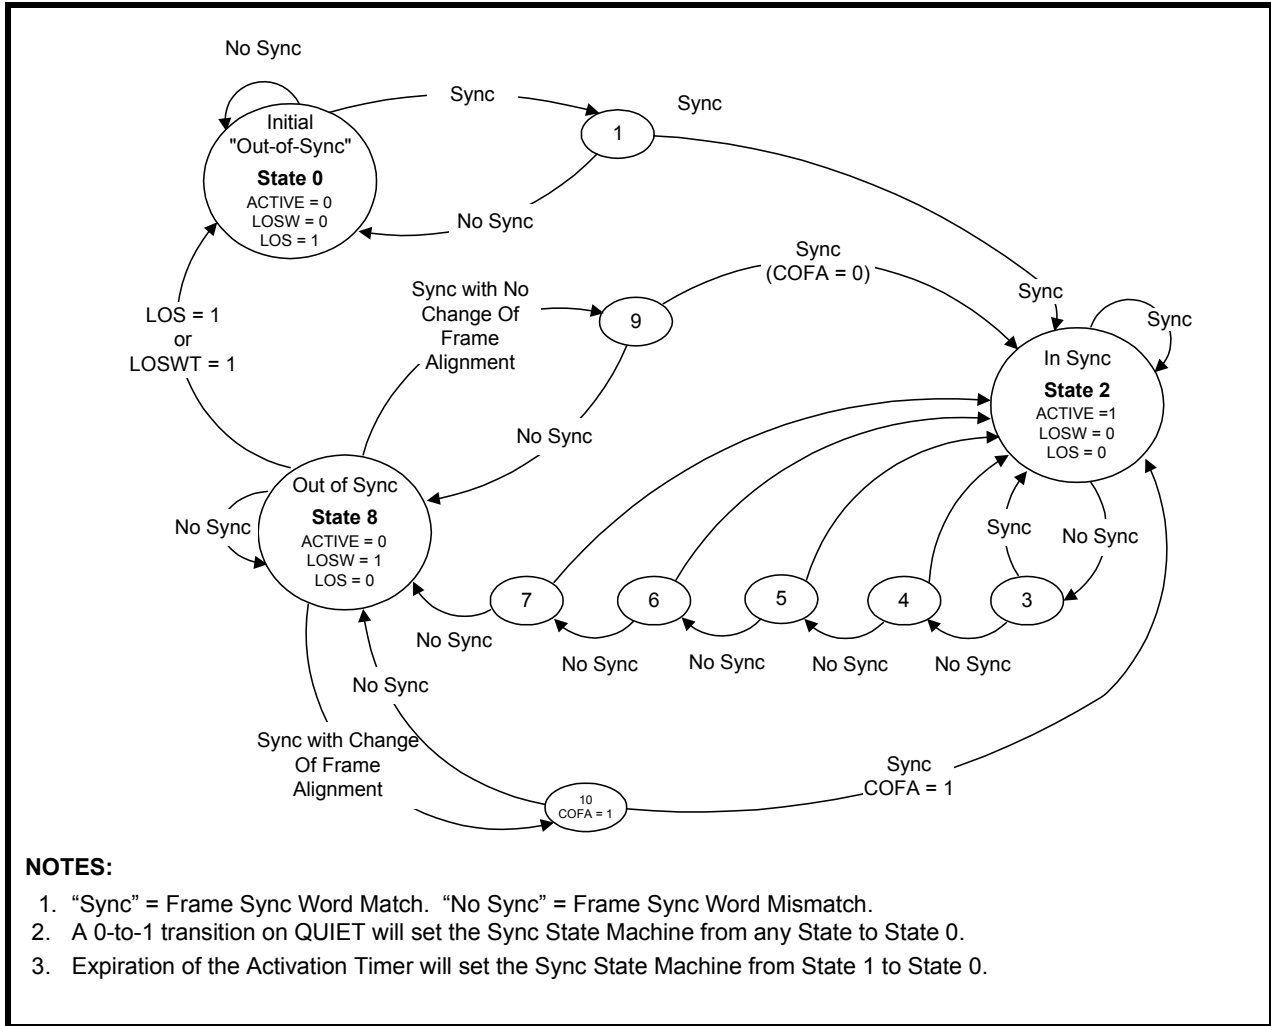 No Sync
Sync
Sync
Initial
"Out-of-Sync"
State 0
ACTIVE = 0
LOSW = 0
LOS = 1
1
No Sync
Sync
(COFA = 0)
Sync with No
Change Of
Frame
Alignment
9
Sync
Sync
LOS = 1
or
LOSWT = 1
In Sync
State 2
ACTIVE =1
LOSW = 0
LOS = 0
No Sync
Out of Sync
State 8
ACTIVE = 0
LOSW = 1
LOS = 0
No Sync
Sync
No Sync
7
6
5
4
3
No Sync
No Sync
No Sync
No Sync
No Sync
No Sync
Sync with Change
Of Frame
Alignment
10
COFA = 1
Sync
COFA = 1
NOTES:
1. “Sync” = Frame Sync Word Match. “No Sync” = Frame Sync Word Mismatch.
2. A 0-to-1 transition on QUIET will set the Sync State Machine from any State to State 0.
3. Expiration of the Activation Timer will set the Sync State Machine from State 1 to State 0.